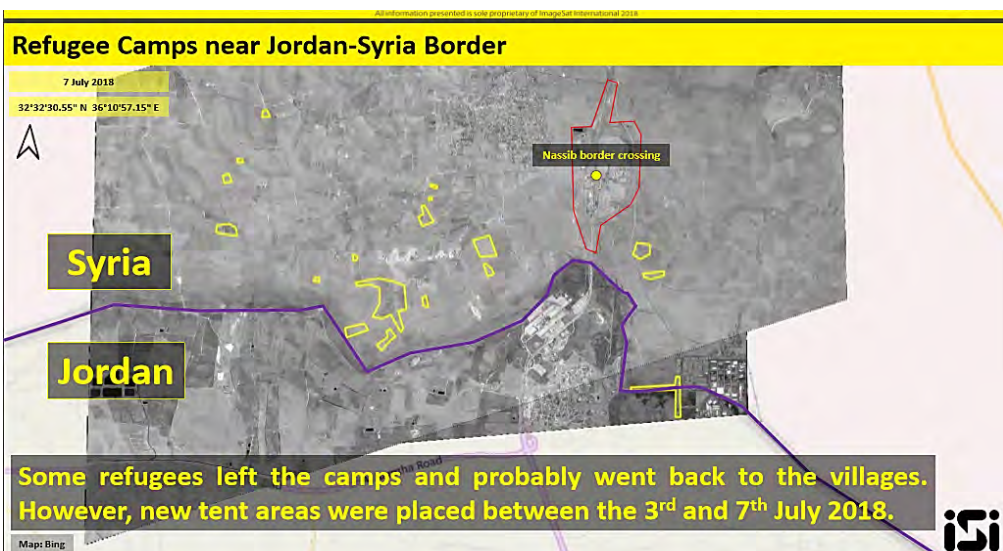 All information presented is sole proprietary of ImageSat International 2018
Refugee Camps near Jordan-Syria Border
7 July 2018
32°32'30.55" N 36°10'57.15" E
Nassib border crossing
Syria
Jordan
Road
Some refugees left the camps and probably went back to the villages.
However, new tent areas were placed between the 3rd and 7th July 2018.
Map: Bing
iSi